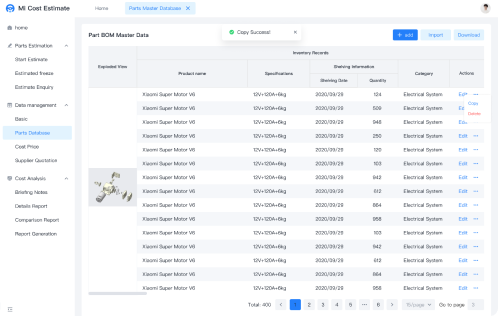 Mi Cost Estimate
Home
Parts Master Database ×
Copy Success! ×
home
Parts Estimation
Start Estimate
Estimated freeze
Estimate Enquiry
Data management
Basic
Parts Database
Cost Price
Supplier Quotation
Cost Analysis
Briefing Notes
Details Report
Comparison Report
Report Generation
Part BOM Master Data
+ add
Import
Download
Exploded View
Inventory Records
Product name
Specifications
Shelving Information
Shelving Date
Quantity
Category
Actions
Xiaomi Super Motor V6 12V+120A+6kg 2020/09/29 124 Electrical System Edit ···
Xiaomi Super Motor V6 12V+120A+6kg 2020/09/29 599 Electrical System Copy
Xiaomi Super Motor V6 12V+120A+6kg 2020/09/29 946 Electrical System Delete
Xiaomi Super Motor V6 12V+120A+6kg 2020/09/29 250 Electrical System Edit ···
Xiaomi Super Motor V6 12V+120A+6kg 2020/09/29 120 Electrical System Edit ···
Xiaomi Super Motor V6 12V+120A+6kg 2020/09/29 103 Electrical System Edit ···
Xiaomi Super Motor V6 12V+120A+6kg 2020/09/29 942 Electrical System Edit ···
Xiaomi Super Motor V6 12V+120A+6kg 2020/09/29 612 Electrical System Edit ···
Xiaomi Super Motor V6 12V+120A+6kg 2020/09/29 864 Electrical System Edit ···
Xiaomi Super Motor V6 12V+120A+6kg 2020/09/29 958 Electrical System Edit ···
Xiaomi Super Motor V6 12V+120A+6kg 2020/09/29 103 Electrical System Edit ···
Xiaomi Super Motor V6 12V+120A+6kg 2020/09/29 942 Electrical System Edit ···
Xiaomi Super Motor V6 12V+120A+6kg 2020/09/29 612 Electrical System Edit ···
Xiaomi Super Motor V6 12V+120A+6kg 2020/09/29 864 Electrical System Edit ···
Xiaomi Super Motor V6 12V+120A+6kg 2020/09/29 958 Electrical System Edit ···
Total: 400 < 1 2 3 4 5 ··· 6 > 15/page Go to page